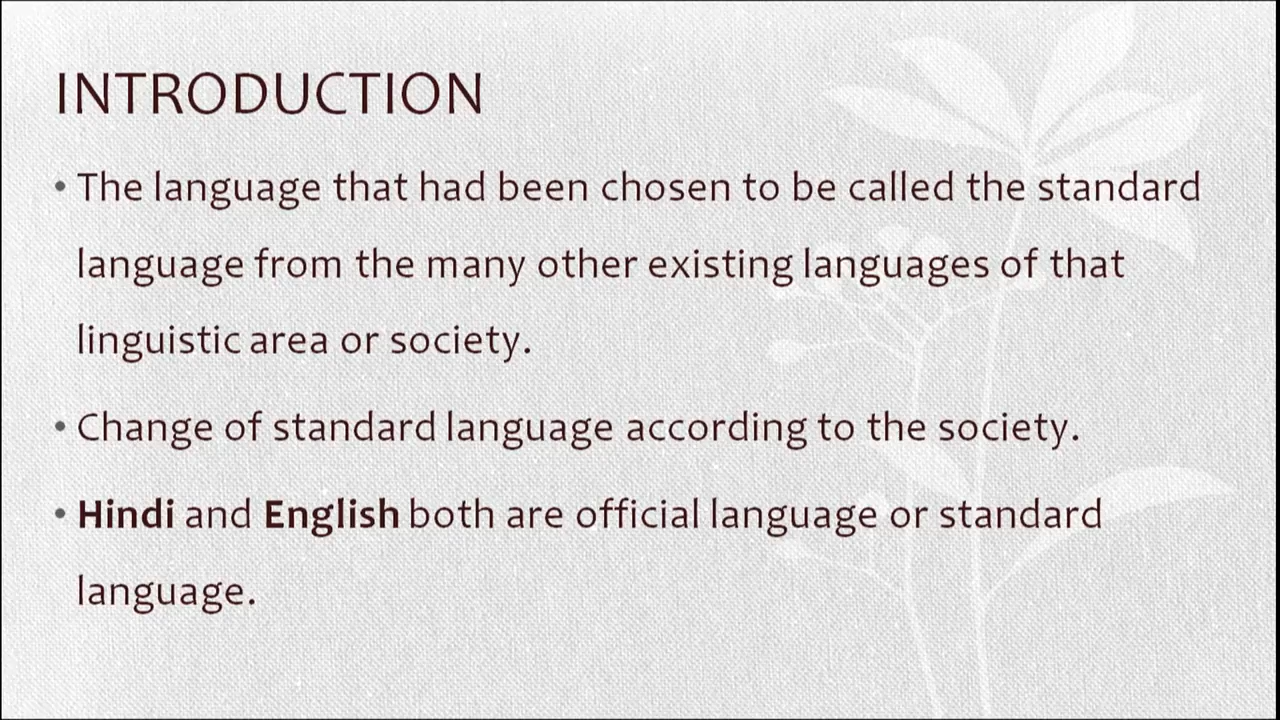 INTRODUCTION
• The language that had been chosen to be called the standard
language from the many other existing languages of that
linguistic area or society.
• Change of standard language according to the society.
• Hindi and English both are official language or standard
language.